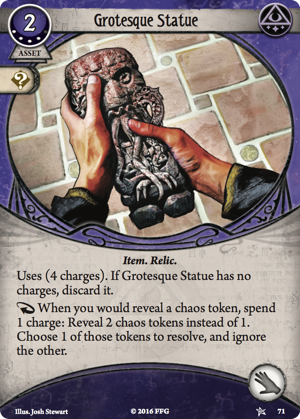 Grotesque Statue
2
ASSET
?
Item. Relic.
Uses (4 charges). If Grotesque Statue has no
charges, discard it.
When you would reveal a chaos token, spend
1 charge: Reveal 2 chaos tokens instead of 1.
Choose 1 of those tokens to resolve, and ignore
the other.
Illus. Josh Stewart
© 2016 FFG
71